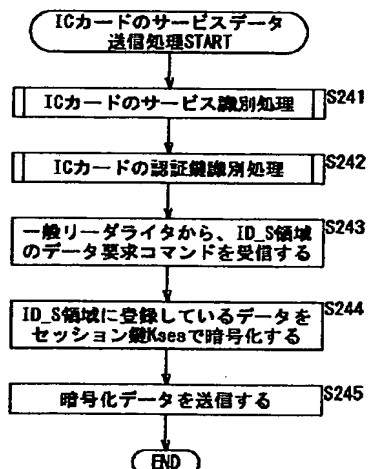 ICカードのサービスデータ
送信処理START
ICカードのサービス識別処理
S241
ICカードの認証鍵識別処理
S242
一般リーダライタから、ID_S領域
のデータ要求コマンドを受信する
S243
ID_S領域に登録しているデータを
セッション鍵Ksesで暗号化する
S244
暗号化データを送信する
S245
END